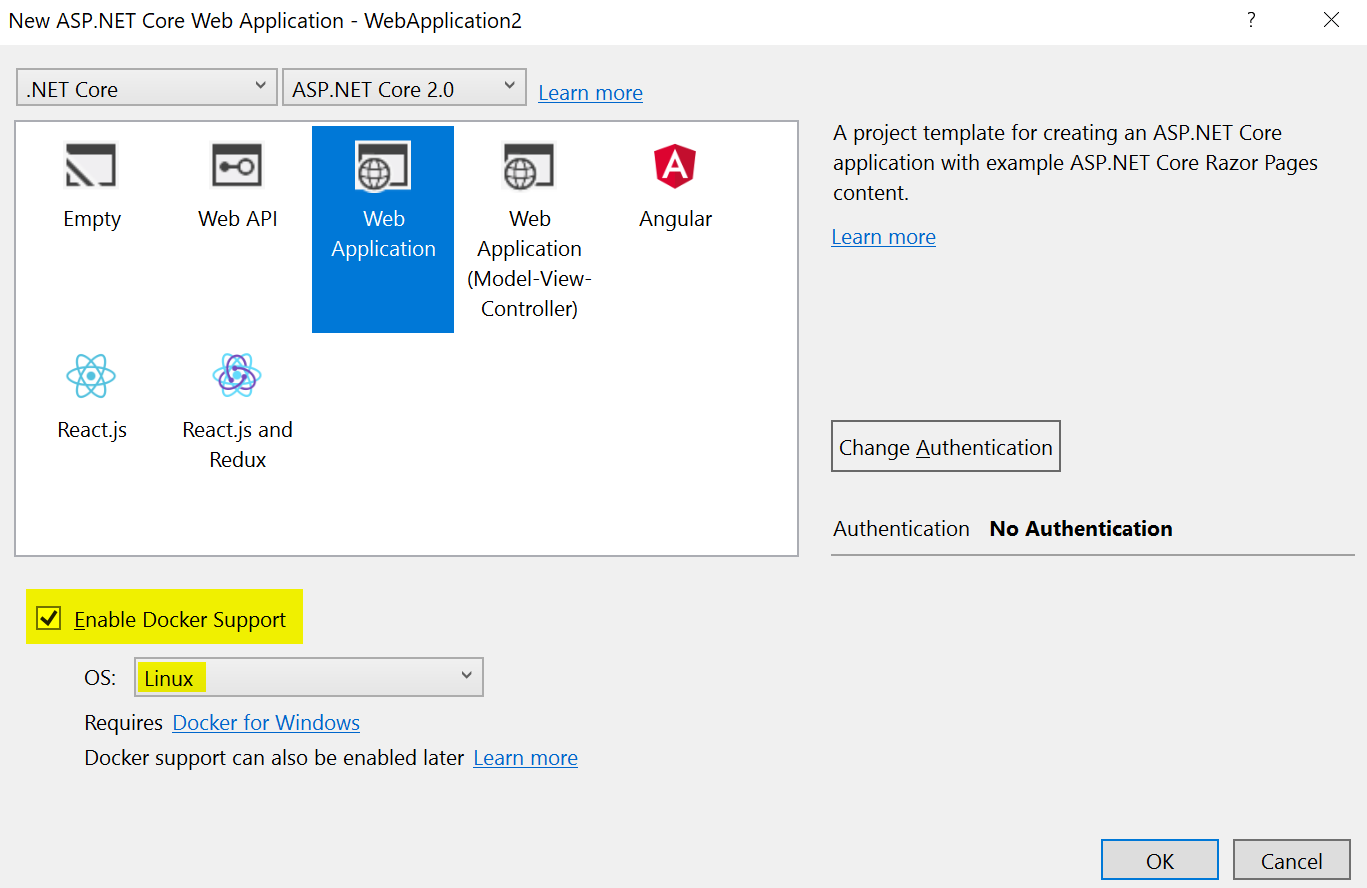 New ASP.NET Core Web Application - WebApplication2
?
.NET Core
ASP.NET Core 2.0
Learn more
Empty
Web API
Web
Application
Web
Application
(Model-View-
Controller)
Angular
React.js
React.js and
Redux
A project template for creating an ASP.NET Core
application with example ASP.NET Core Razor Pages
content.
Learn more
Change Authentication
Authentication No Authentication
Enable Docker Support
OS: Linux
Requires Docker for Windows
Docker support can also be enabled later Learn more
OK
Cancel